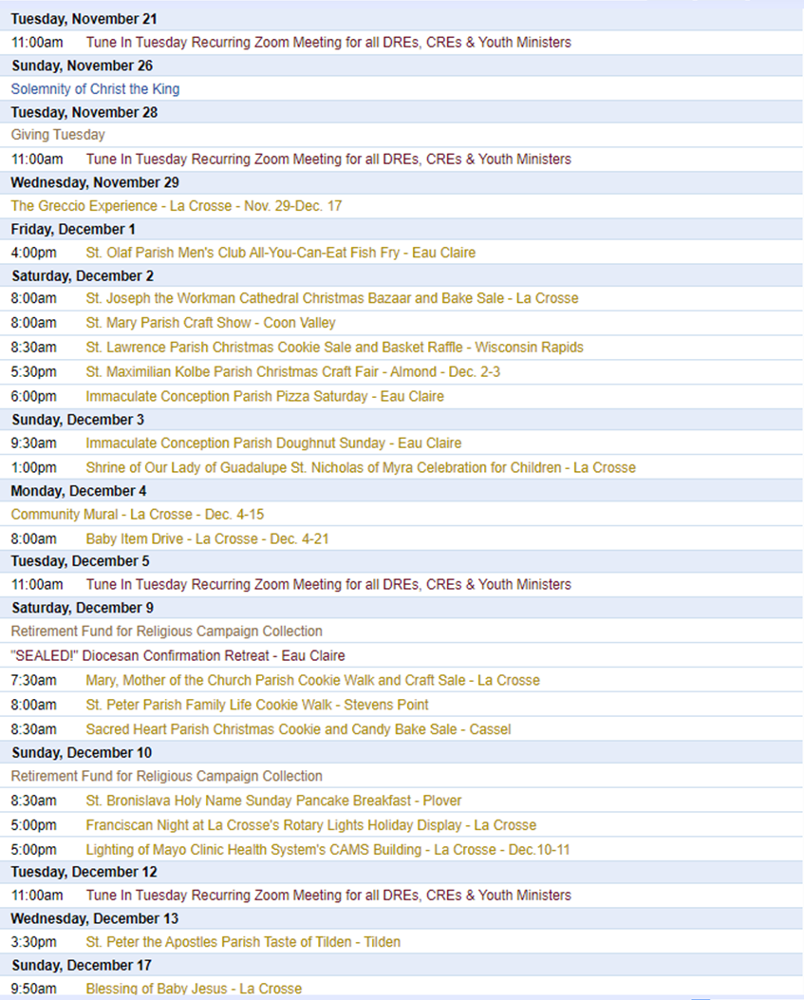 Tuesday, November 21
11:00am Tune In Tuesday Recurring Zoom Meeting for all DREs, CREs & Youth Ministers
Sunday, November 26
Solemnity of Christ the King
Tuesday, November 28
Giving Tuesday
11:00am Tune In Tuesday Recurring Zoom Meeting for all DREs, CREs & Youth Ministers
Wednesday, November 29
The Greccio Experience - La Crosse - Nov. 29-Dec. 17
Friday, December 1
4:00pm St. Olaf Parish Men's Club All-You-Can-Eat Fish Fry - Eau Claire
Saturday, December 2
8:00am St. Joseph the Workman Cathedral Christmas Bazaar and Bake Sale - La Crosse
8:00am St. Mary Parish Craft Show - Coon Valley
8:30am St. Lawrence Parish Christmas Cookie Sale and Basket Raffle - Wisconsin Rapids
5:30pm St. Maximilian Kolbe Parish Christmas Craft Fair - Almond - Dec. 2-3
6:00pm Immaculate Conception Parish Pizza Saturday - Eau Claire
Sunday, December 3
9:30am Immaculate Conception Parish Doughnut Sunday - Eau Claire
1:00pm Shrine of Our Lady of Guadalupe St. Nicholas of Myra Celebration for Children - La Crosse
Monday, December 4
Community Mural - La Crosse - Dec. 4-15
8:00am Baby Item Drive - La Crosse - Dec. 4-21
Tuesday, December 5
11:00am Tune In Tuesday Recurring Zoom Meeting for all DREs, CREs & Youth Ministers
Saturday, December 9
Retirement Fund for Religious Campaign Collection
"SEALED!" Diocesan Confirmation Retreat - Eau Claire
7:30am Mary, Mother of the Church Parish Cookie Walk and Craft Sale - La Crosse
8:00am St. Peter Parish Family Life Cookie Walk - Stevens Point
8:30am Sacred Heart Parish Christmas Cookie and Candy Bake Sale - Cassel
Sunday, December 10
Retirement Fund for Religious Campaign Collection
8:30am St. Bronislava Holy Name Sunday Pancake Breakfast - Plover
5:00pm Franciscan Night at La Crosse's Rotary Lights Holiday Display - La Crosse
5:00pm Lighting of Mayo Clinic Health System's CAMS Building - La Crosse - Dec.10-11
Tuesday, December 12
11:00am Tune In Tuesday Recurring Zoom Meeting for all DREs, CREs & Youth Ministers
Wednesday, December 13
3:30pm St. Peter the Apostles Parish Taste of Tilden - Tilden
Sunday, December 17
9:50am Blessing of Baby Jesus - La Crosse